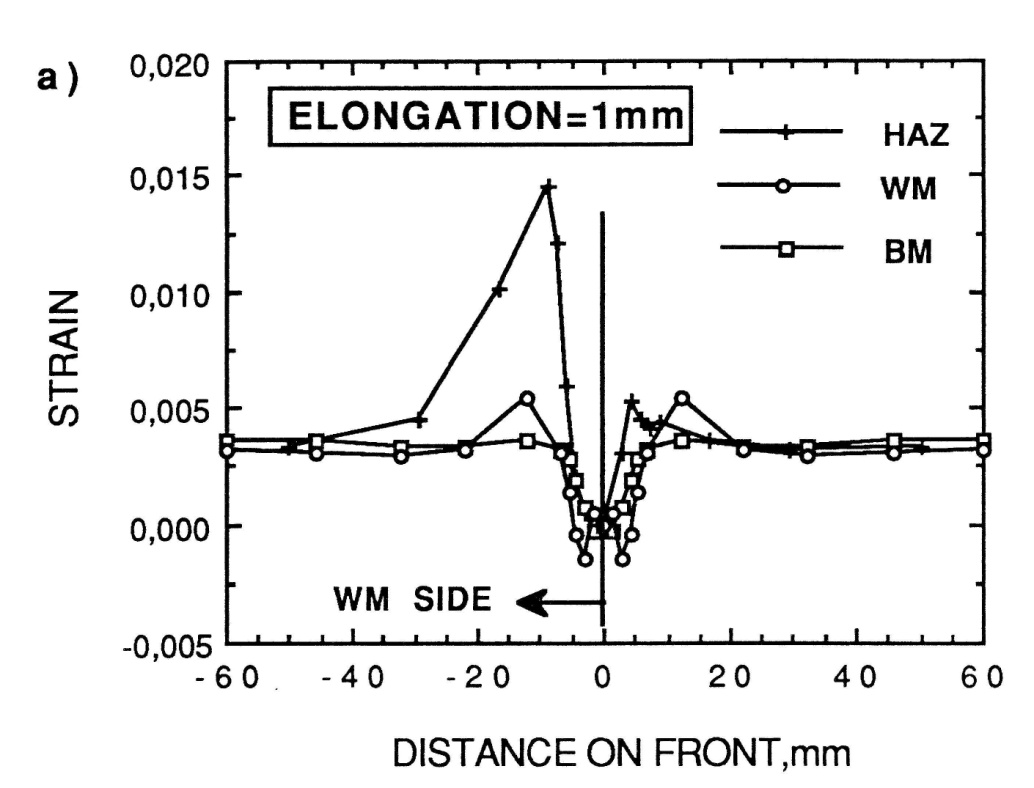 a)
0,020
0,015
0,010
0,005
0,000
-0,005
STRAIN
ELONGATION=1mm
HAZ
WM
BM
WM SIDE
-60 -40 -20 0 20 40 60
DISTANCE ON FRONT,mm